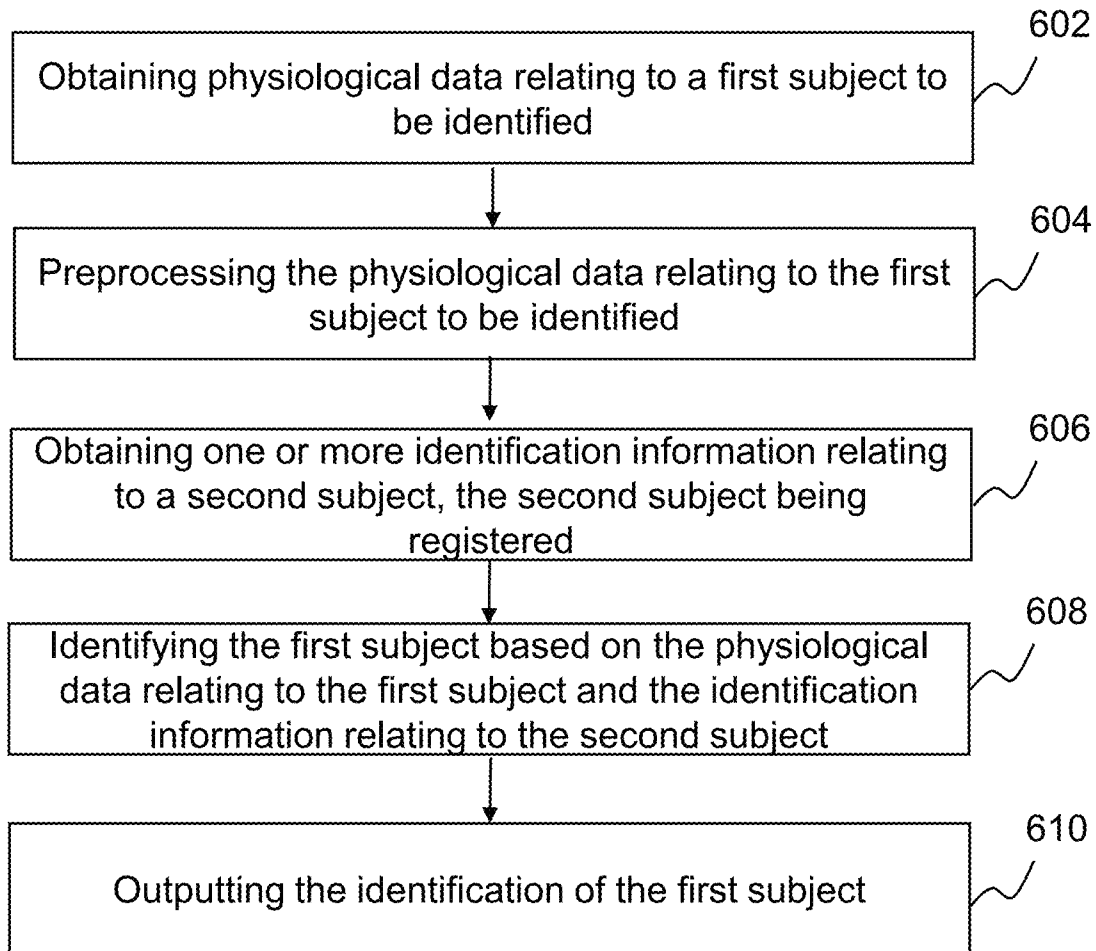 602
Obtaining physiological data relating to a first subject to
be identified
604
Preprocessing the physiological data relating to the first
subject to be identified
606
Obtaining one or more identification information relating
to a second subject, the second subject being
registered
608
Identifying the first subject based on the physiological
data relating to the first subject and the identification
information relating to the second subject
610
Outputting the identification of the first subject